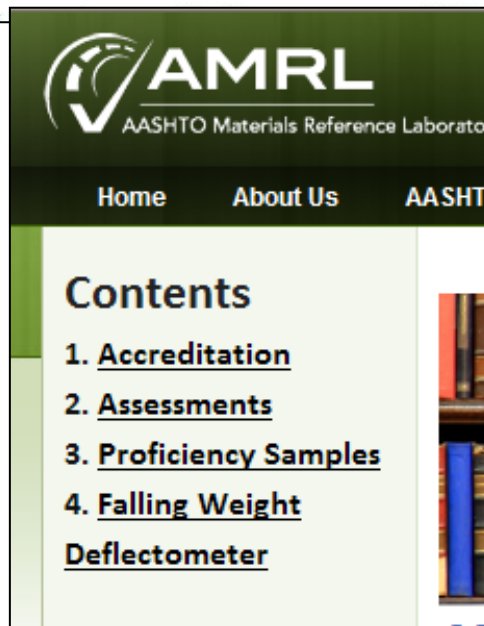 AMRL
AASHTO Materials Reference Laborato
Home About Us AASHT
Contents
1. Accreditation
2. Assessments
3. Proficiency Samples
4. Falling Weight
Deflectometer